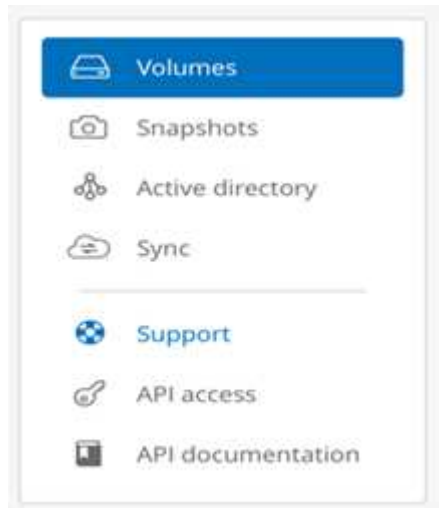 Volumes
Snapshots
Active directory
Sync
Support
API access
API documentation